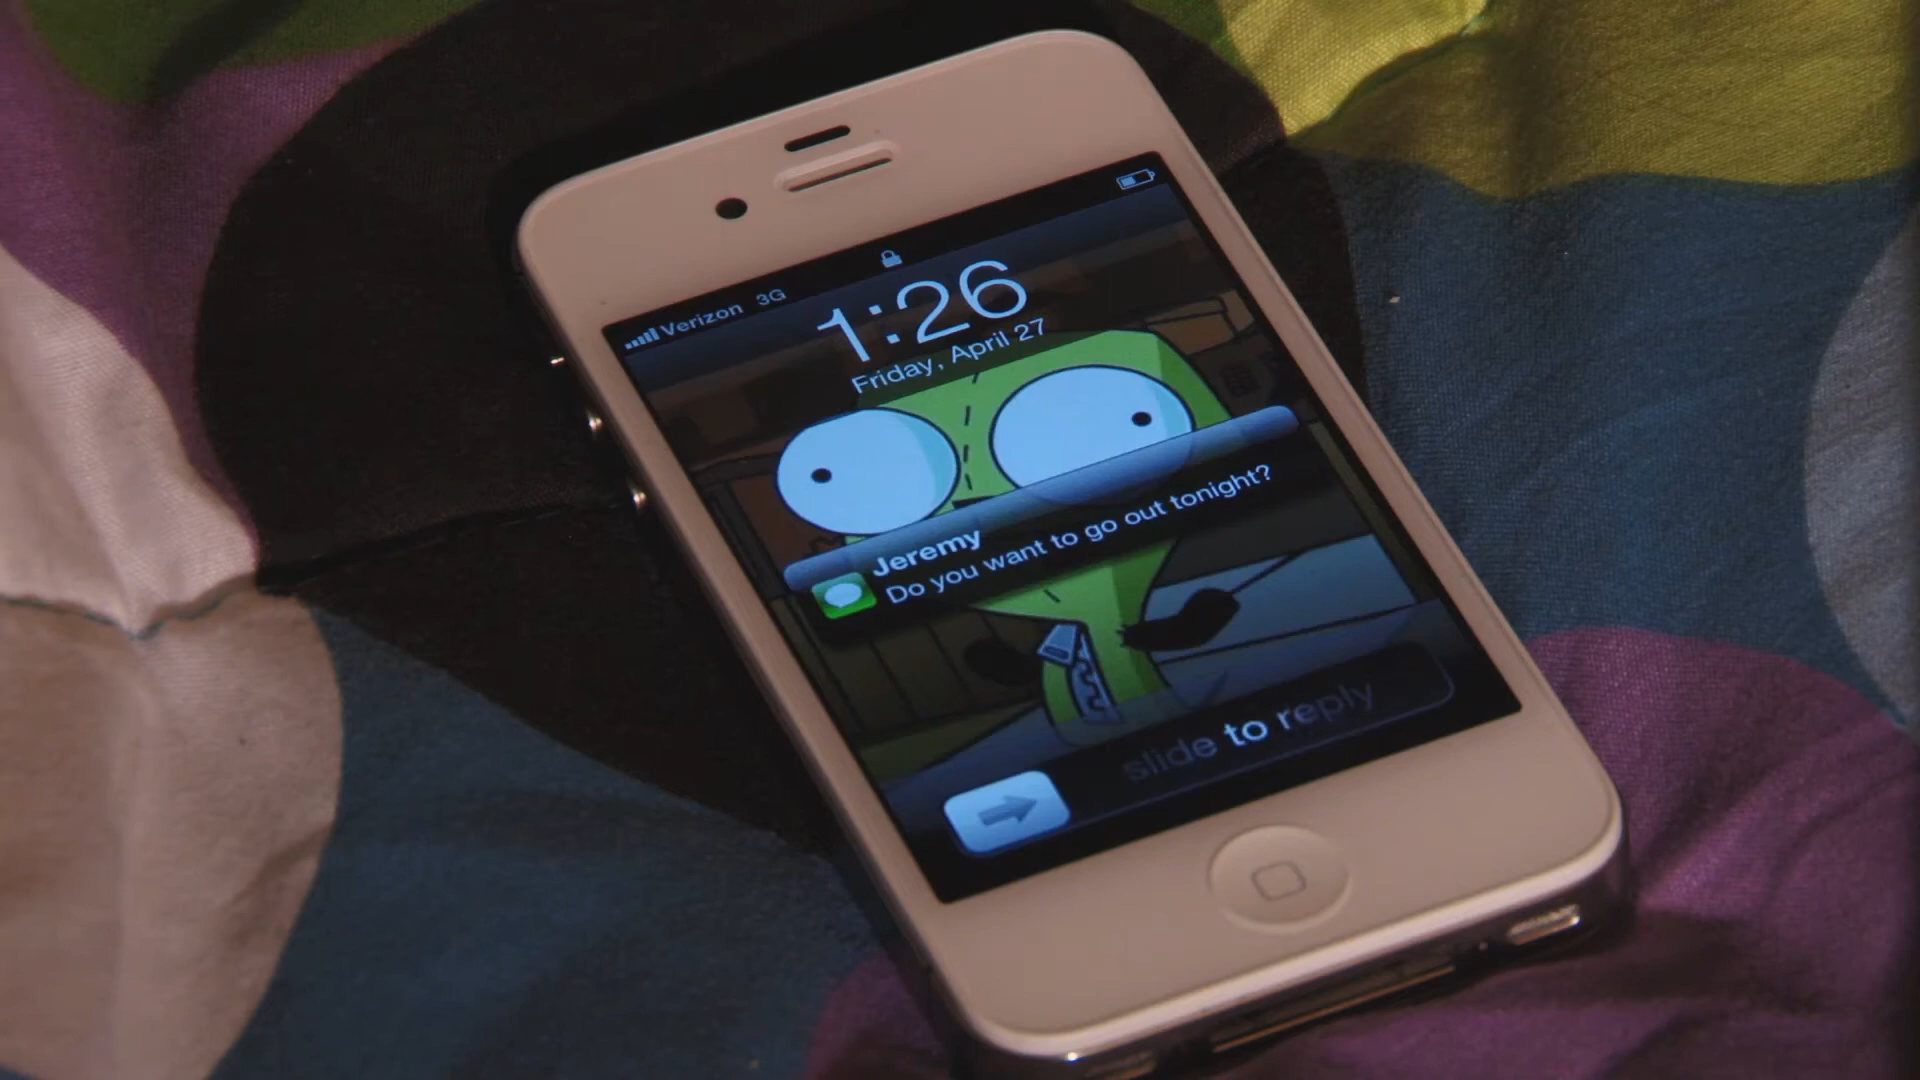 Verizon 3G
1:26
Friday, April 27
Jeremy
Do you want to go out tonight?
slide to reply